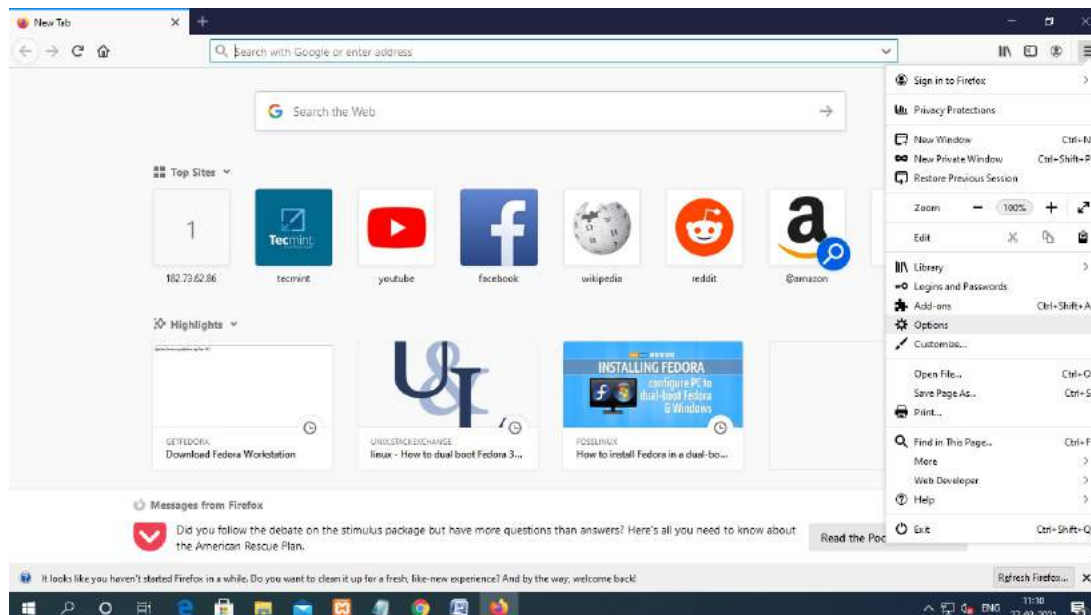 New Tab
Search with Google or enter address
Sign in to Firefox
Privacy Protections
New Window Ctrl+N
New Private Window Ctrl+Shift+P
Restore Previous Session
Zoom 100%
Edit
Library
Logins and Passwords
Add-ons Ctrl+Shift+A
Options
Customize...
Open File... Ctrl+O
Save Page As... Ctrl+S
Print...
Find in This Page... Ctrl+F
More
Web Developer
Help
Exit Ctrl+Shift+Q
Search the Web
Top Sites
1
Tecmint
182.73.62.86
tecmint
youtube
facebook
wikipedia
reddit
@amazon
Highlights
GETFEDORA
Download Fedora Workstation
U&L
UNIX.STACKEXCHANGE
linux - How to dual boot Fedora 3...
INSTALLING FEDORA
configure PC to
dual-boot Fedora
& Windows
FOSSLINUX
How to install Fedora in a dual-bo...
Messages from Firefox
Did you follow the debate on the stimulus package but have more questions than answers? Here's all you need to know about
the American Rescue Plan.
Read the Poc
It looks like you haven't started Firefox in a while. Do you want to clean it up for a fresh, like-new experience? And by the way, welcome back!
Refresh Firefox...
ENG
11:10